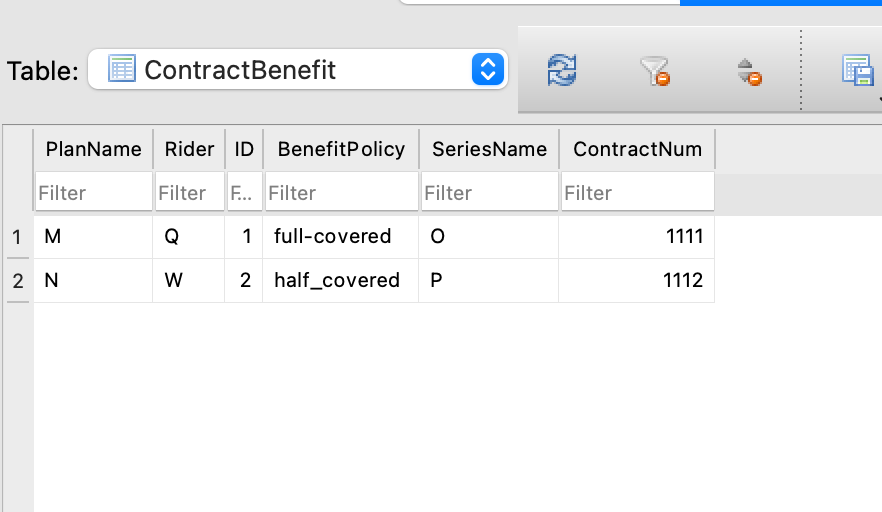 Table: ContractBenefit
PlanName Rider ID BenefitPolicy SeriesName ContractNum
Filter Filter F... Filter Filter Filter
1 M Q 1 full-covered O 1111
2 N W 2 half_covered P 1112